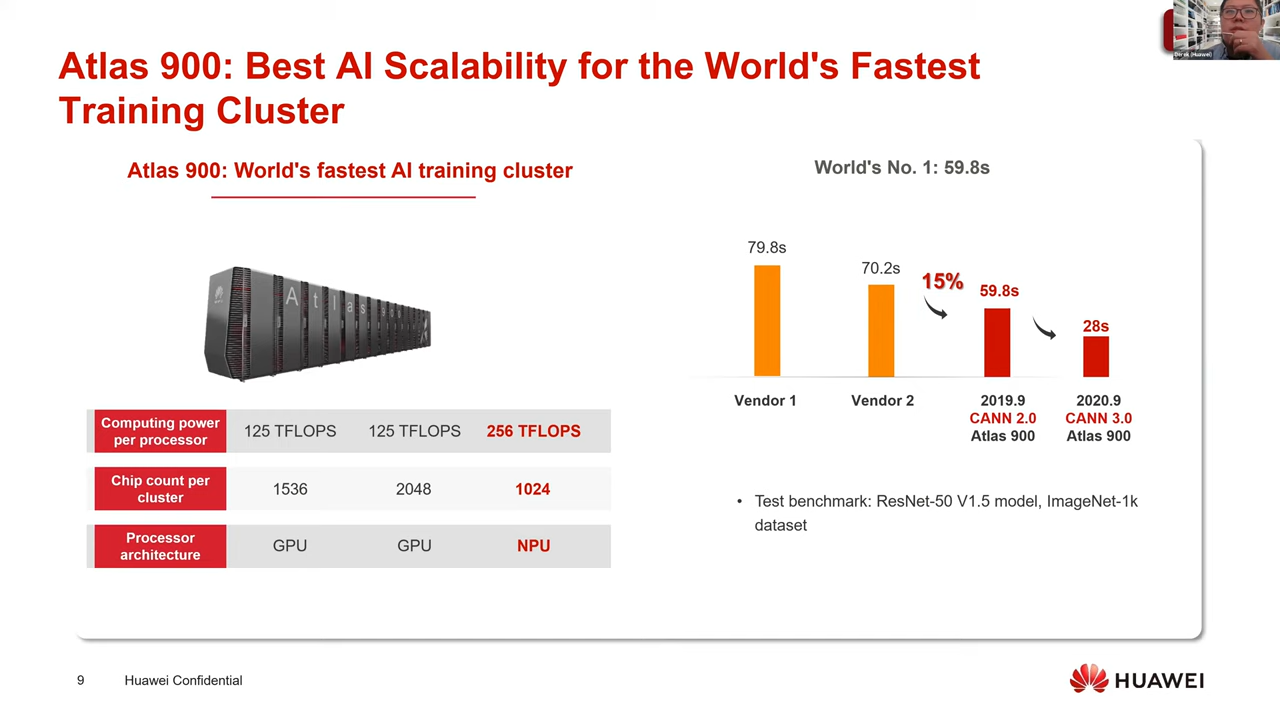 Atlas 900: Best AI Scalability for the World's Fastest
Training Cluster
Derek (Huawei)
Atlas 900: World's fastest AI training cluster
Atlas 900
Computing power
per processor
125 TFLOPS
125 TFLOPS
256 TFLOPS
Chip count per
cluster
1536
2048
1024
Processor
architecture
GPU
GPU
NPU
World's No. 1: 59.8s
79.8s
70.2s
15%
59.8s
28s
Vendor 1
Vendor 2
2019.9
CANN 2.0
Atlas 900
2020.9
CANN 3.0
Atlas 900
• Test benchmark: ResNet-50 V1.5 model, ImageNet-1k
dataset
9
Huawei Confidential
HUAWEI